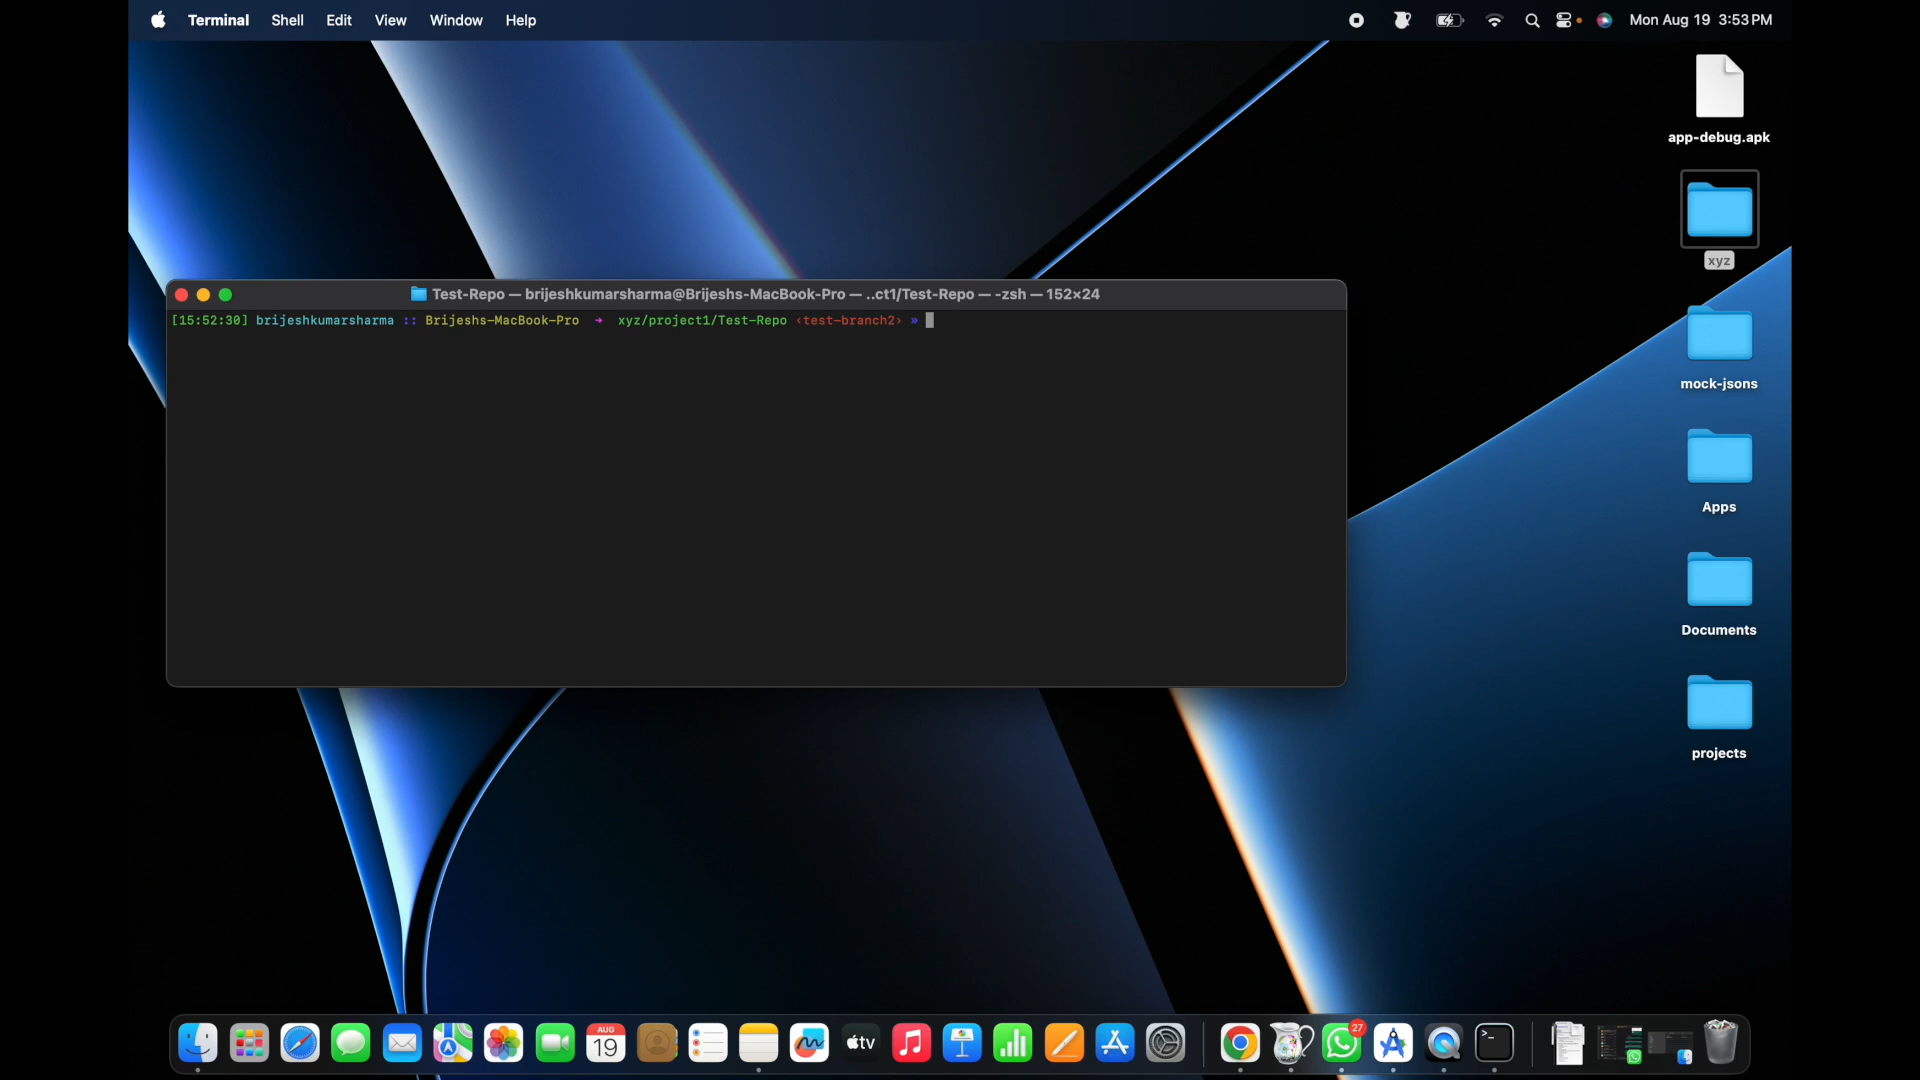 Terminal Shell Edit View Window Help Mon Aug 19 3:53 PM
app-debug.apk
xyz
Test-Repo — brijeshkumarsharma@Brijeshs-MacBook-Pro — ..ct1/Test-Repo — -zsh — 152×24
[15:52:30] brijeshkumarsharma :: Brijeshs-MacBook-Pro ➜ xyz/project1/Test-Repo ‹test-branch2› »
mock-jsons
Apps
Documents
projects
AUG
19
tv
27
>_